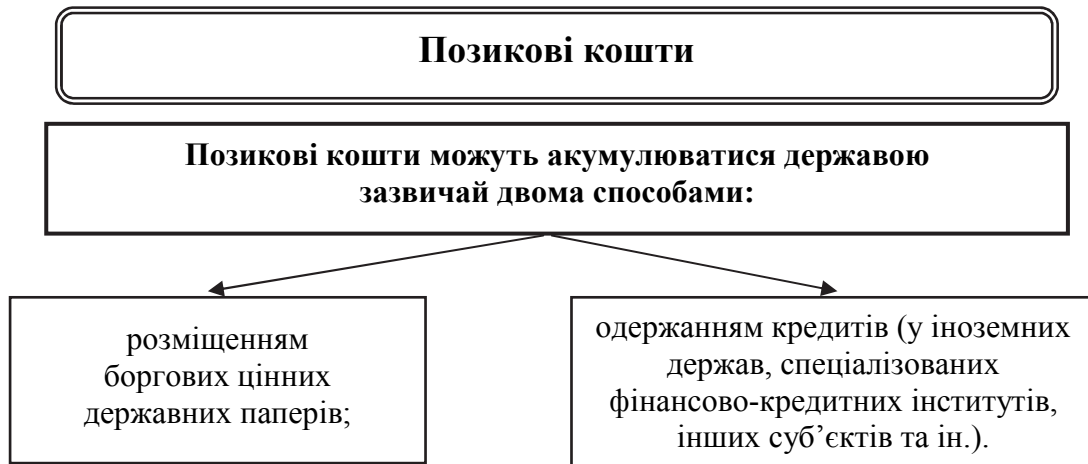 Позикові кошти
Позикові кошти можуть акумулюватися державою
зазвичай двома способами:
розміщенням
боргових цінних
державних паперів;
одержанням кредитів (у іноземних
держав, спеціалізованих
фінансово-кредитних інститутів,
інших суб’єктів та ін.).